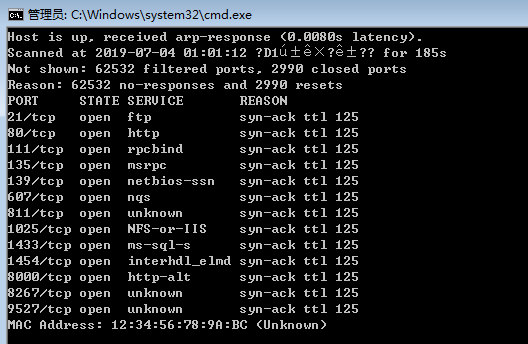 管理员: C:\Windows\system32\cmd.exe
Host is up, received arp-response (0.0080s latency).
Scanned at 2019-07-04 01:01:12 ?D1ú±ê×?ê±?? for 185s
Not shown: 62532 filtered ports, 2990 closed ports
Reason: 62532 no-responses and 2990 resets
PORT STATE SERVICE REASON
21/tcp open ftp syn-ack ttl 125
80/tcp open http syn-ack ttl 125
111/tcp open rpcbind syn-ack ttl 125
135/tcp open msrpc syn-ack ttl 125
139/tcp open netbios-ssn syn-ack ttl 125
607/tcp open nqs syn-ack ttl 125
811/tcp open unknown syn-ack ttl 125
1025/tcp open NFS-or-IIS syn-ack ttl 125
1433/tcp open ms-sql-s syn-ack ttl 125
1454/tcp open interhdl_elmd syn-ack ttl 125
8000/tcp open http-alt syn-ack ttl 125
8267/tcp open unknown syn-ack ttl 125
9527/tcp open unknown syn-ack ttl 125
MAC Address: 12:34:56:78:9A:BC (Unknown)